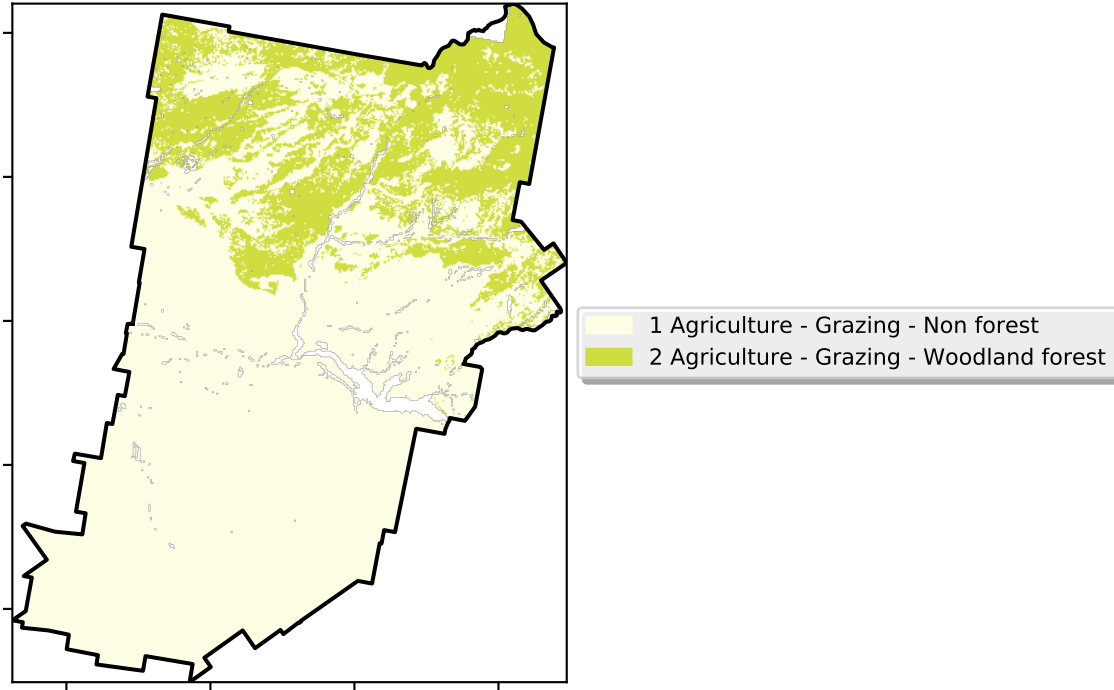 1 Agriculture - Grazing - Non forest
2 Agriculture - Grazing - Woodland forest